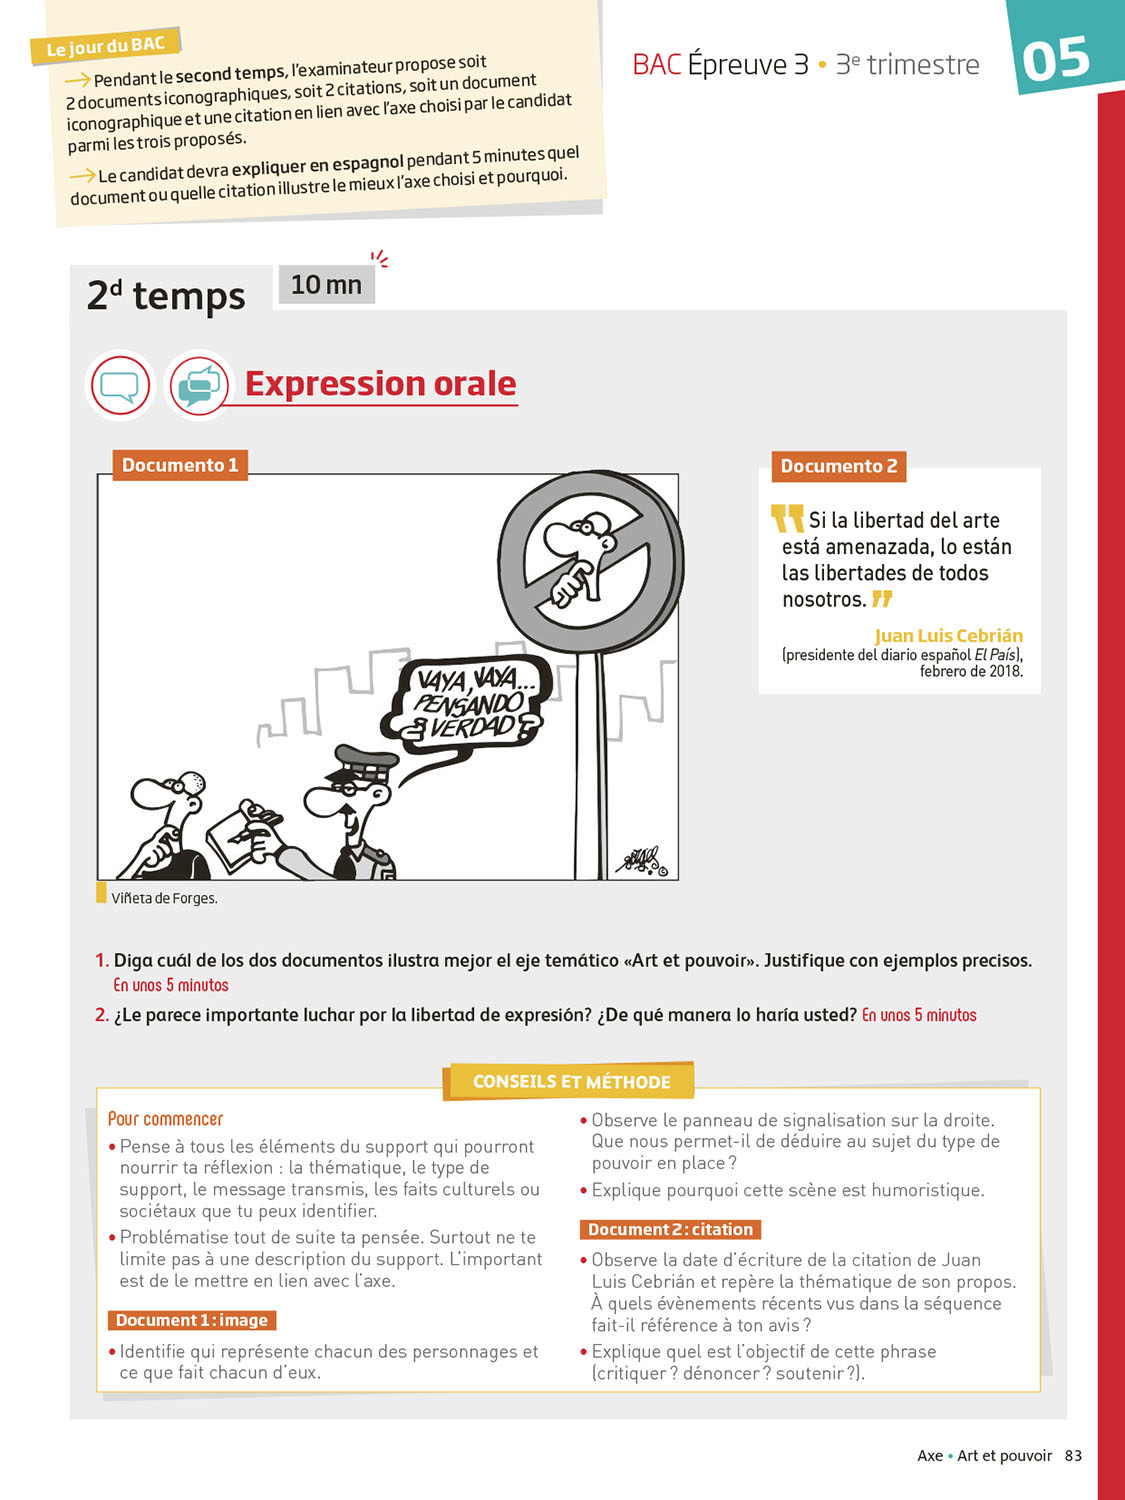 Le jour du BAC
Pendant le second temps, l'examinateur propose soit
2 documents iconographiques, soit 2 citations, soit un document
iconographique et une citation en lien avec l'axe choisi par le candidat
parmi les trois proposés.
Le candidat devra expliquer en espagnol pendant 5 minutes quel
document ou quelle citation illustre le mieux l'axe choisi et pourquoi.
BAC Épreuve 3 • 3e trimestre
05
2d temps
10 mn
Expression orale
Documento 1
VAYA, VAYA...
PENSANDO
¿VERDAD?
Forges
Viñeta de Forges.
Documento 2
" Si la libertad del arte
está amenazada, lo están
las libertades de todos
nosotros. "
Juan Luis Cebrián
(presidente del diario español El País),
febrero de 2018.
1. Diga cuál de los dos documentos ilustra mejor el eje temático «Art et pouvoir». Justifique con ejemplos precisos.
En unos 5 minutos
2. ¿Le parece importante luchar por la libertad de expresión? ¿De qué manera lo haría usted? En unos 5 minutos
CONSEILS ET MÉTHODE
Pour commencer
• Pense à tous les éléments du support qui pourront
nourrir ta réflexion : la thématique, le type de
support, le message transmis, les faits culturels ou
sociétaux que tu peux identifier.
• Problématise tout de suite ta pensée. Surtout ne te
limite pas à une description du support. L'important
est de le mettre en lien avec l'axe.
Document 1 : image
• Identifie qui représente chacun des personnages et
ce que fait chacun d'eux.
• Observe le panneau de signalisation sur la droite.
Que nous permet-il de déduire au sujet du type de
pouvoir en place ?
• Explique pourquoi cette scène est humoristique.
Document 2 : citation
• Observe la date d'écriture de la citation de Juan
Luis Cebrián et repère la thématique de son propos.
À quels évènements récents vus dans la séquence
fait-il référence à ton avis ?
• Explique quel est l'objectif de cette phrase
(critiquer ? dénoncer ? soutenir ?).
Axe • Art et pouvoir 83